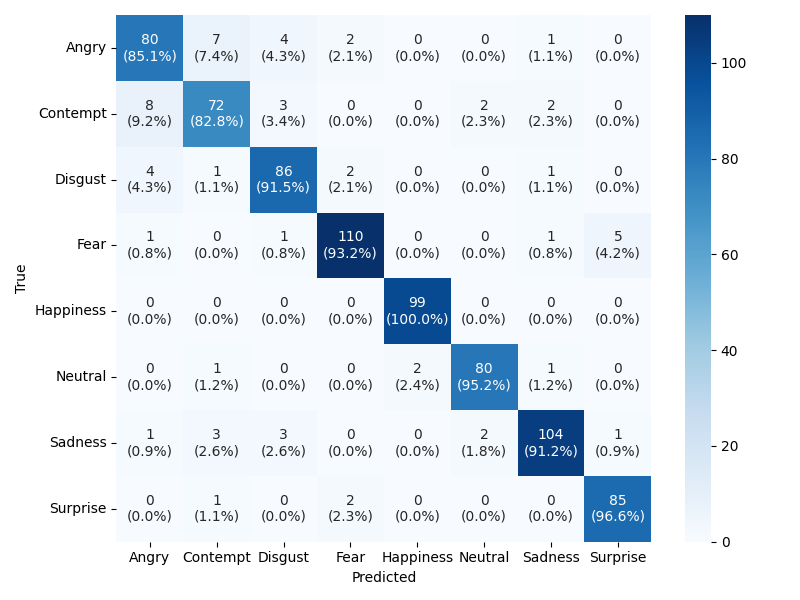 Angry 80 7 4 2 0 0 1 0
(85.1%) (7.4%) (4.3%) (2.1%) (0.0%) (0.0%) (1.1%) (0.0%)
Contempt 8 72 3 0 0 2 2 0
(9.2%) (82.8%) (3.4%) (0.0%) (0.0%) (2.3%) (2.3%) (0.0%)
Disgust 4 1 86 2 0 0 1 0
(4.3%) (1.1%) (91.5%) (2.1%) (0.0%) (0.0%) (1.1%) (0.0%)
Fear 1 0 1 110 0 0 1 5
(0.8%) (0.0%) (0.8%) (93.2%) (0.0%) (0.0%) (0.8%) (4.2%)
Happiness 0 0 0 0 99 0 0 0
(0.0%) (0.0%) (0.0%) (0.0%) (100.0%) (0.0%) (0.0%) (0.0%)
Neutral 0 1 0 0 2 80 1 0
(0.0%) (1.2%) (0.0%) (0.0%) (2.4%) (95.2%) (1.2%) (0.0%)
Sadness 1 3 3 0 0 2 104 1
(0.9%) (2.6%) (2.6%) (0.0%) (0.0%) (1.8%) (91.2%) (0.9%)
Surprise 0 1 0 2 0 0 0 85
(0.0%) (1.1%) (0.0%) (2.3%) (0.0%) (0.0%) (0.0%) (96.6%)
Angry Contempt Disgust Fear Happiness Neutral Sadness Surprise
Predicted
True
100
80
60
40
20
0